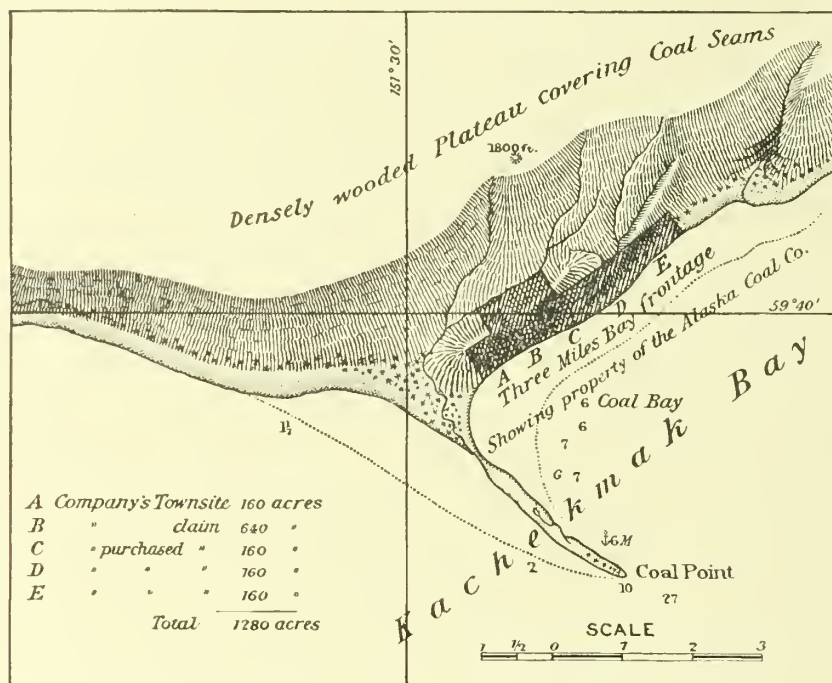 151° 30'
Densely wooded Plateau covering Coal Seams
1800 ft.
59° 40'
A B C D E
Three Miles Bay frontage
Showing property of the Alaska Coal Co.
6 Coal Bay
6
7
G 7
Kachekmak Bay
2
6 M
10 Coal Point
27
A Company's Townsite 160 acres
B " claim 640 "
C " purchased " 160 "
D " " " 160 "
E " " " 160 "
Total 1280 acres
SCALE
1 1/2 0 1 2 3